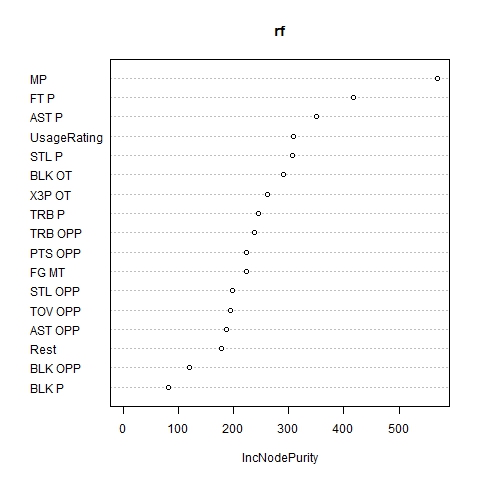 rf
MP
FT P
AST P
UsageRating
STL P
BLK OT
X3P OT
TRB P
TRB OPP
PTS OPP
FG MT
STL OPP
TOV OPP
AST OPP
Rest
BLK OPP
BLK P
0 100 200 300 400 500
IncNodePurity